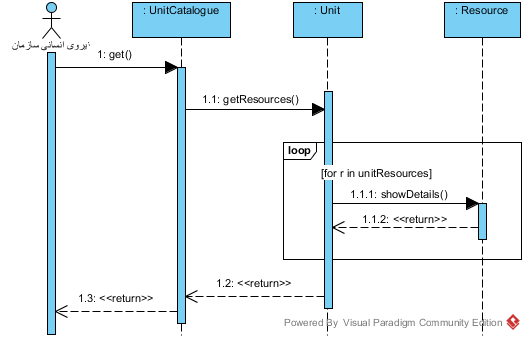 : UnitCatalogue
: Unit
: Resource
نیروی انسانی سازمان
1: get()
1.1: getResources()
loop
[for r in unitResources]
1.1.1: showDetails()
1.1.2: <<return>>
1.2: <<return>>
1.3: <<return>>
Powered By Visual Paradigm Community Edition